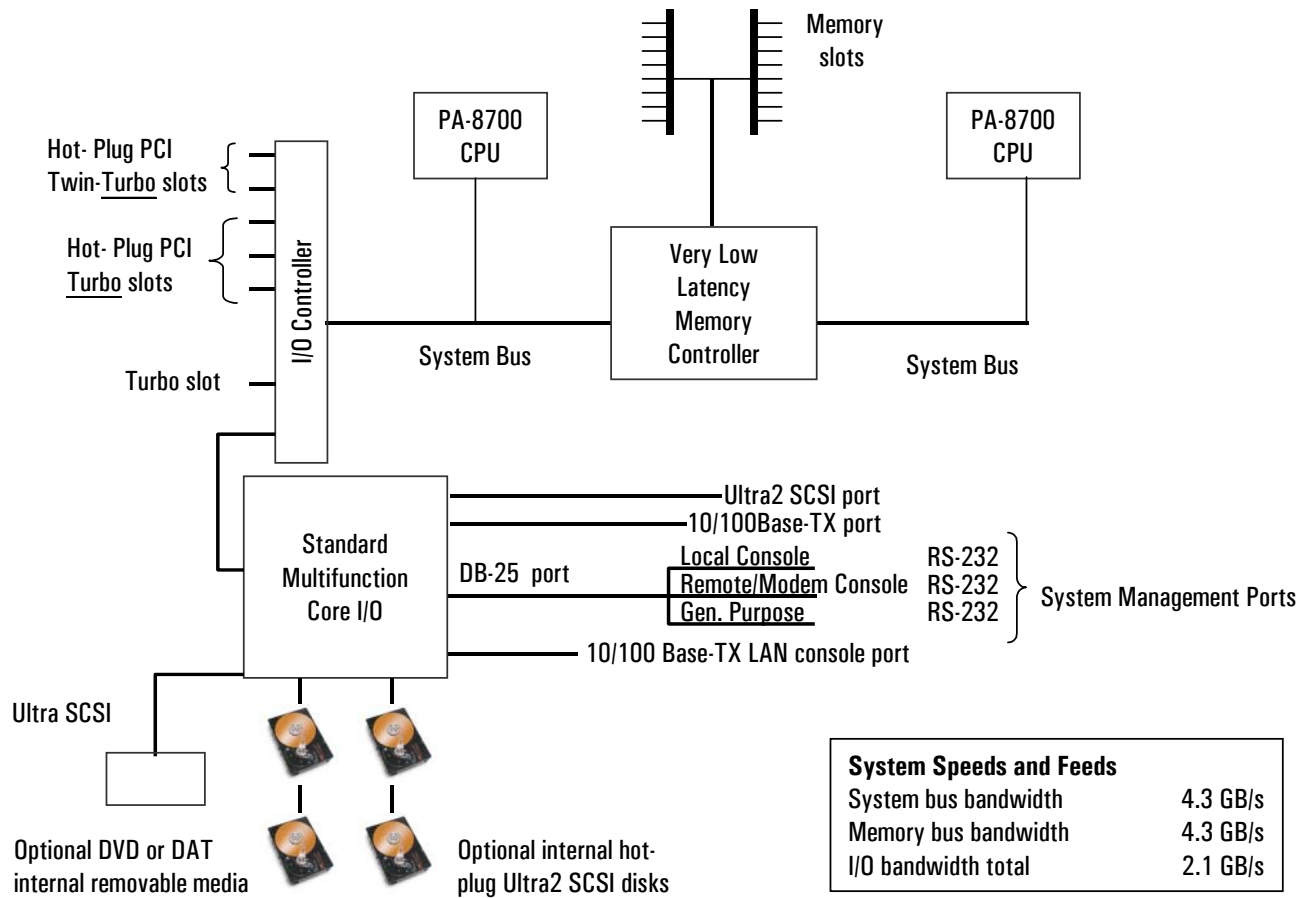 Memory
slots
PA-8700
CPU
PA-8700
CPU
Hot- Plug PCI
Twin-Turbo slots
Hot- Plug PCI
Turbo slots
I/O Controller
Very Low
Latency
Memory
Controller
System Bus
System Bus
Turbo slot
Standard
Multifunction
Core I/O
Ultra2 SCSI port
10/100Base-TX port
DB-25 port
Local Console RS-232
Remote/Modem Console RS-232
Gen. Purpose RS-232
System Management Ports
10/100 Base-TX LAN console port
Ultra SCSI
Optional DVD or DAT
internal removable media
Optional internal hot-
plug Ultra2 SCSI disks
System Speeds and Feeds
System bus bandwidth 4.3 GB/s
Memory bus bandwidth 4.3 GB/s
I/O bandwidth total 2.1 GB/s